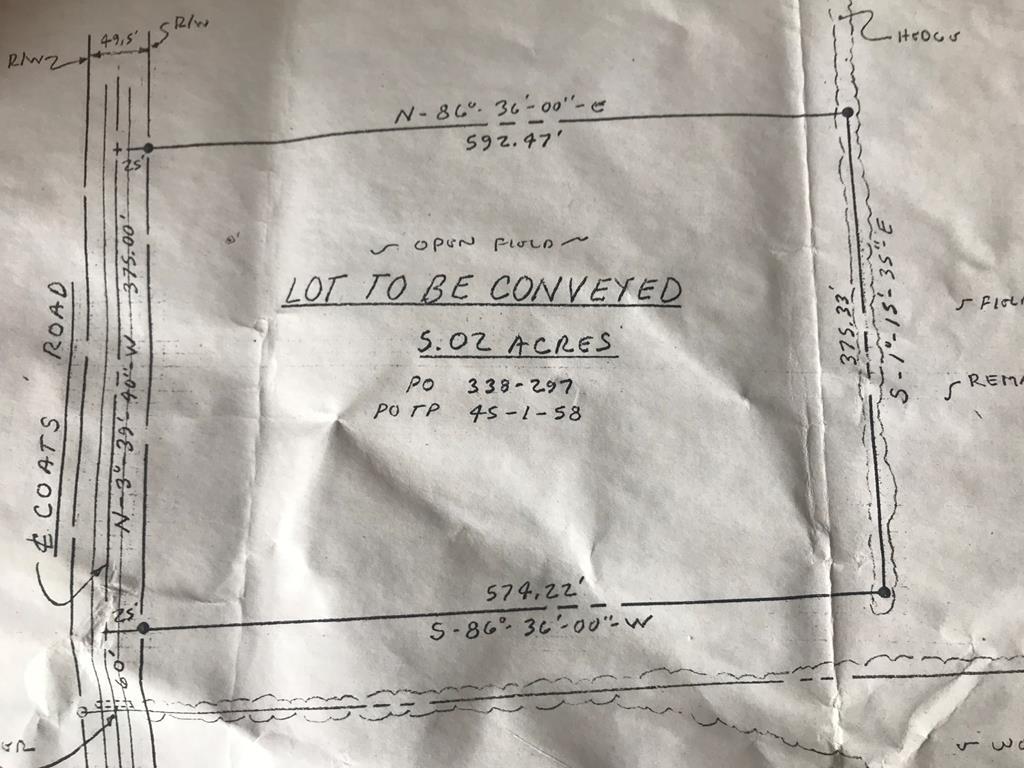 49.5'
R/W
R/W
HEDGE
N-86°-36'-00"-E
592.47'
25'
375.00'
N-3°-39'-40"-W
℄ COATS ROAD
OPEN FIELD
LOT TO BE CONVEYED
5.02 ACRES
PO 338-297
PO TP 45-1-58
375.33'
S-1°-15'-35"-E
574.22'
S-86°-36'-00"-W
25'
60'